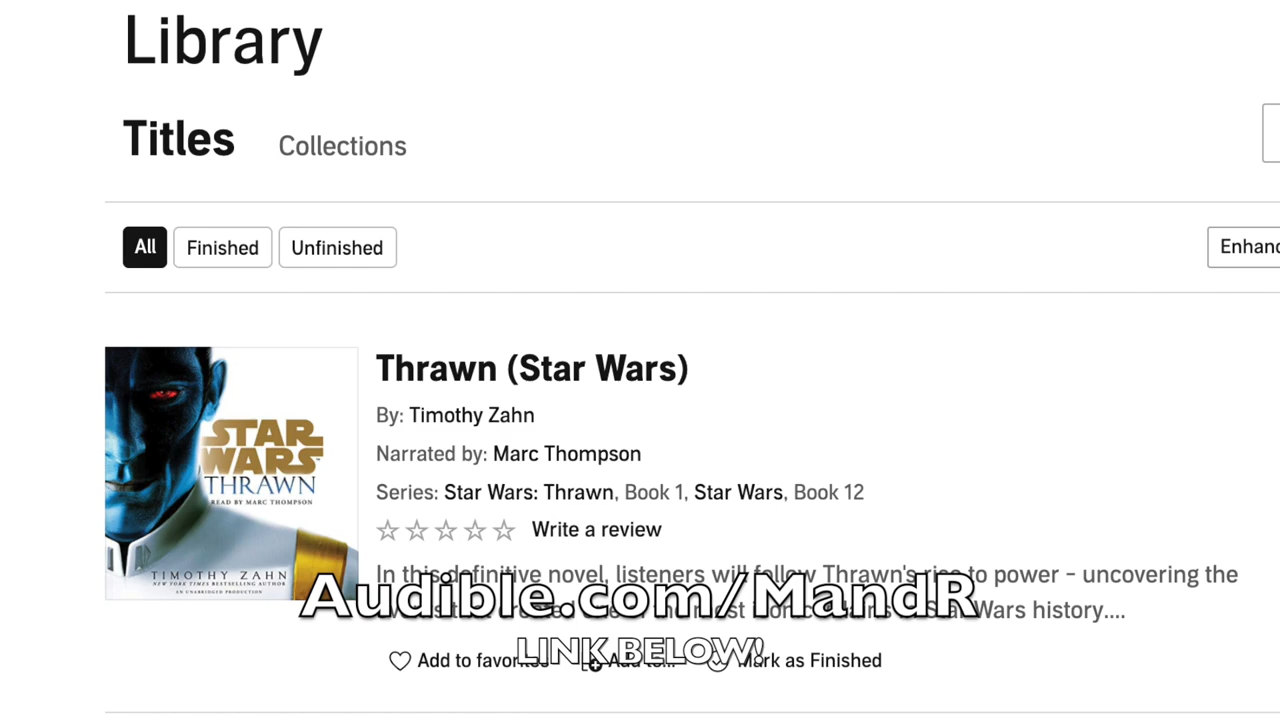 Library
Titles Collections
All Finished Unfinished Enhanc
Thrawn (Star Wars)
By: Timothy Zahn
Narrated by: Marc Thompson
Series: Star Wars: Thrawn, Book 1, Star Wars, Book 12
Write a review
STAR
WARS
THRAWN
READ BY MARC THOMPSON
TIMOTHY ZAHN
NEW YORK TIMES BESTSELLING AUTHOR
AN UNABRIDGED PRODUCTION
In this definitive novel, listeners will follow Thrawn's rise to power – uncovering the
Wars history....
Audible.com/MandR
LINK BELOW
Add to favorites Add to... Mark as Finished